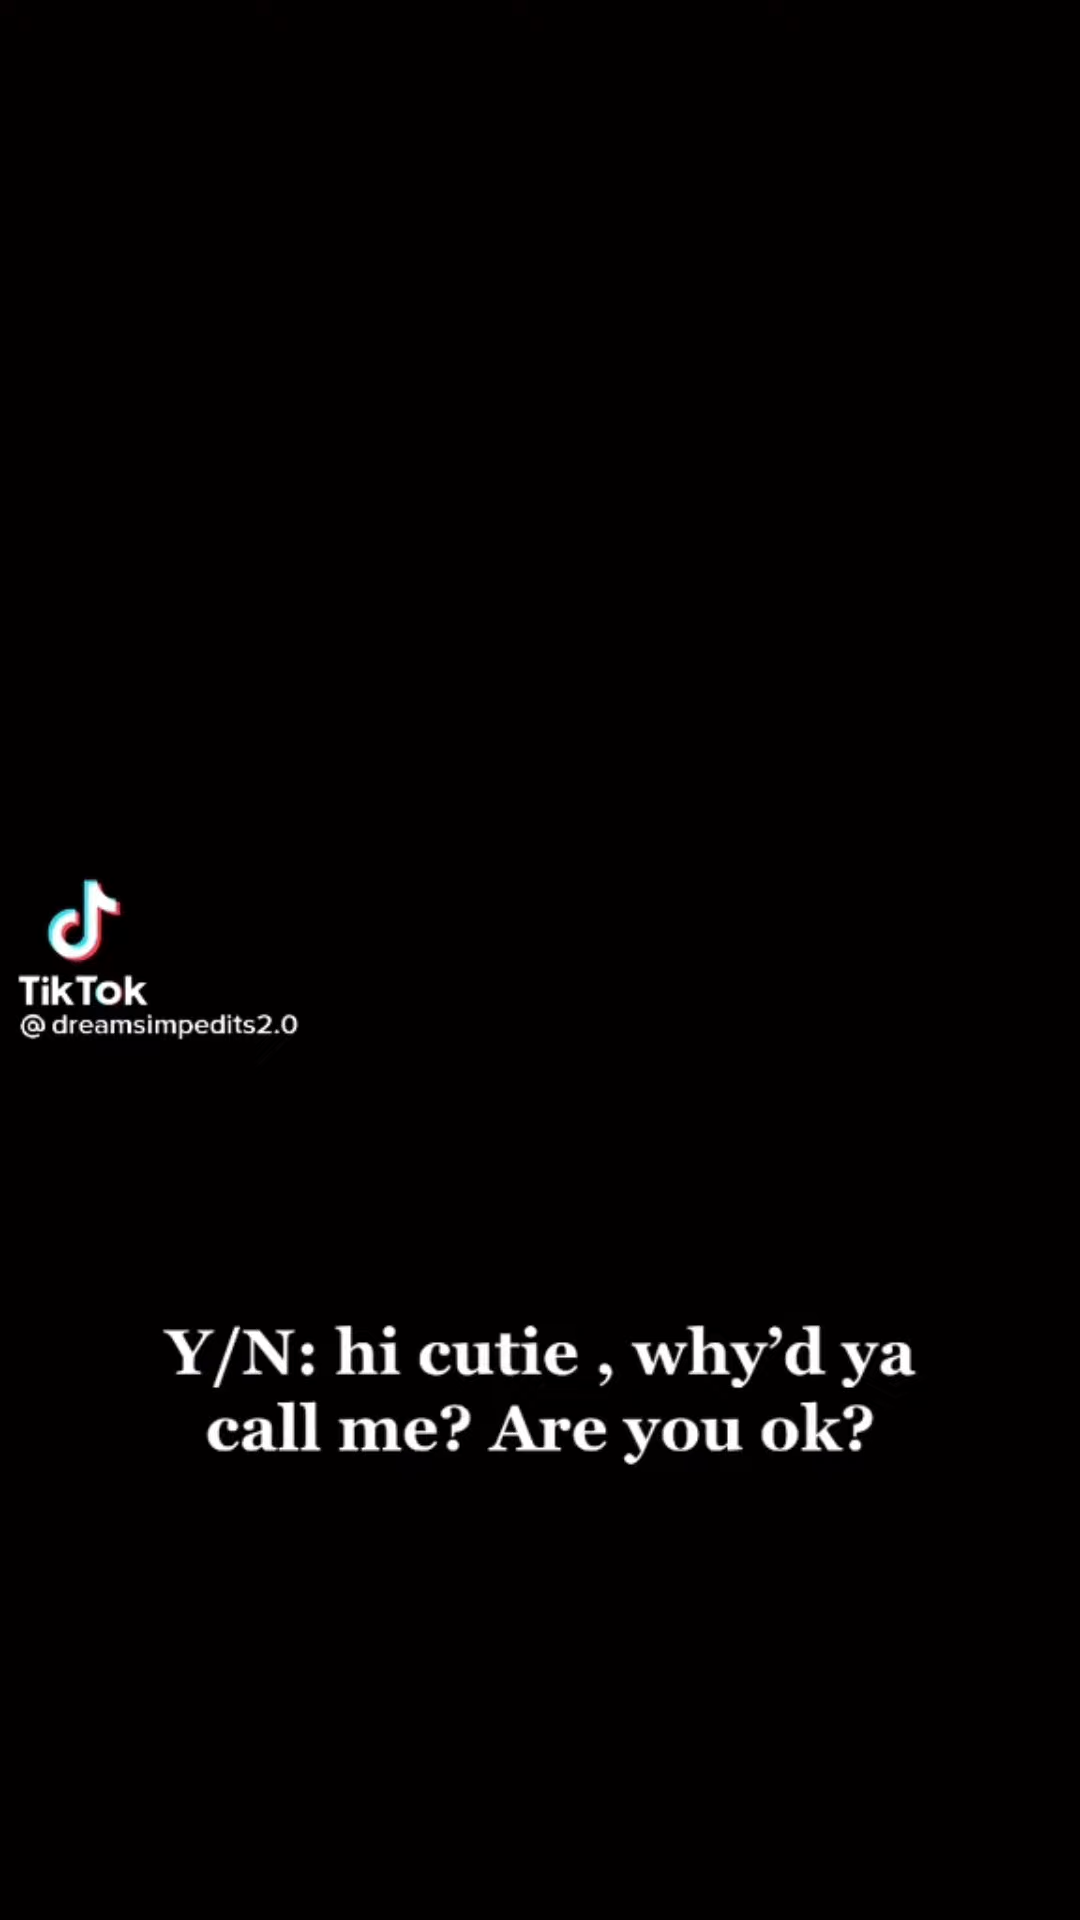 TikTok
@dreamsimpedits2.0
Y/N: hi cutie , why’d ya
call me? Are you ok?